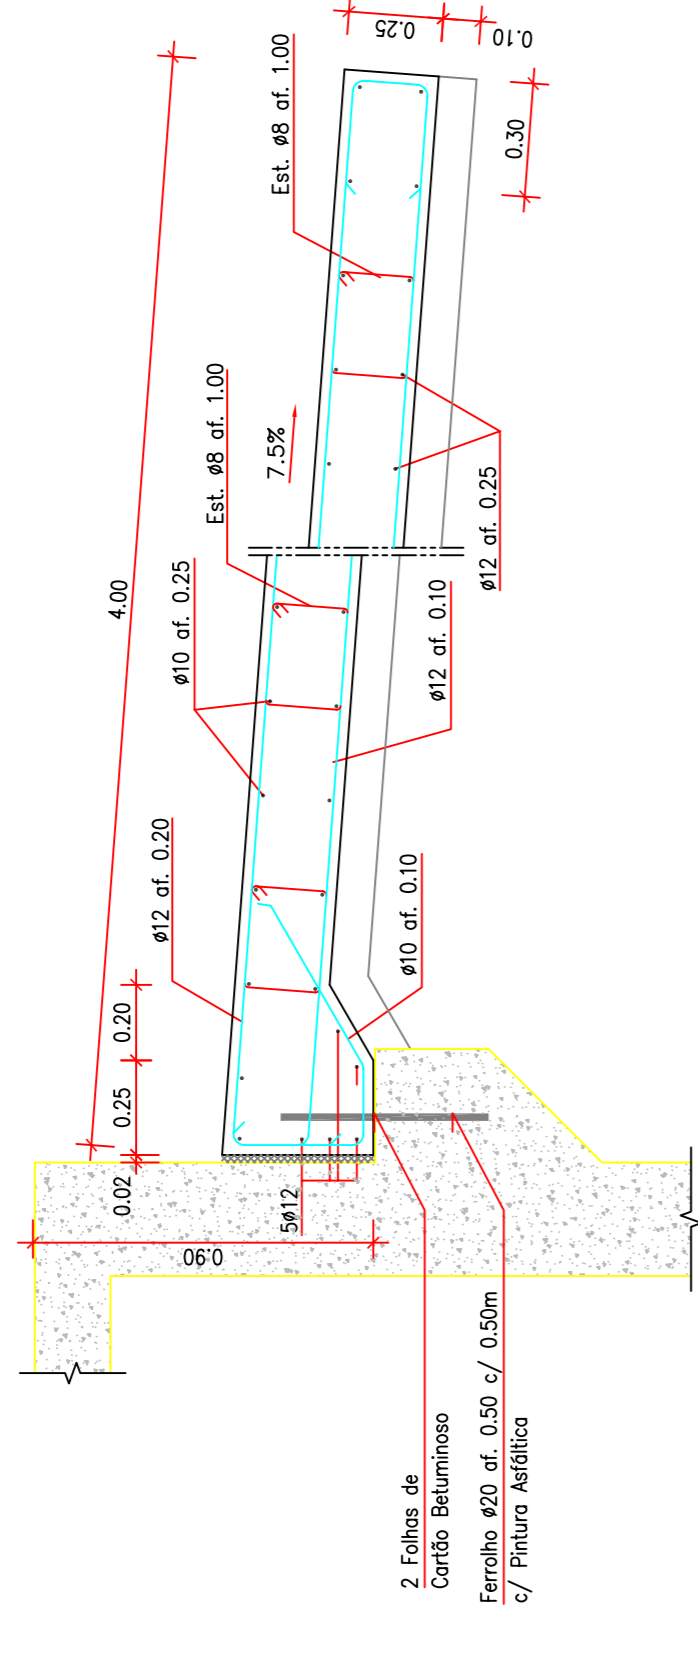 4.00
0.25
0.10
0.30
Est. ø8 af. 1.00
7.5%
Est. ø8 af. 1.00
ø10 af. 0.25
ø12 af. 0.25
ø12 af. 0.10
ø12 af. 0.20
ø10 af. 0.10
0.20
0.25
0.02
0.90
5ø12
2 Folhas de
Cartão Betuminoso
Ferrolho ø20 af. 0.50 c/ 0.50m
c/ Pintura Asfáltica